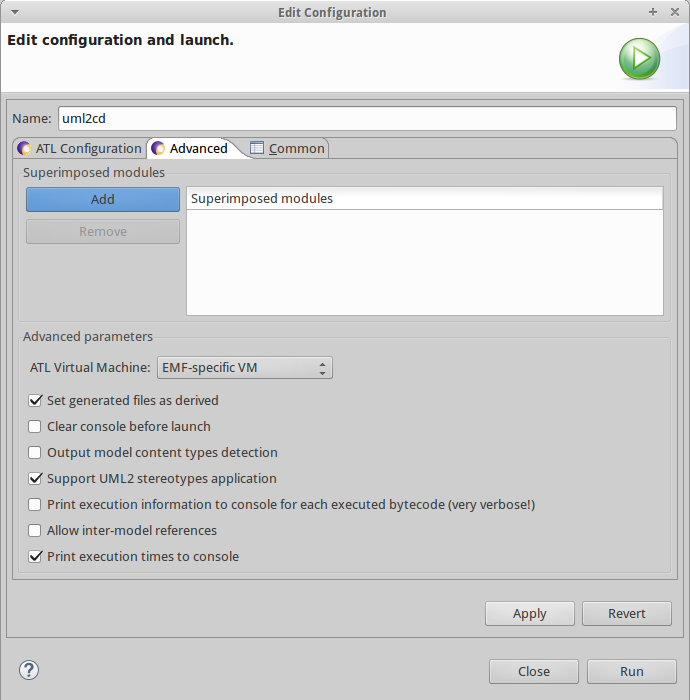 Edit Configuration
Edit configuration and launch.
Name: uml2cd
ATL Configuration Advanced Common
Superimposed modules
Add Superimposed modules
Remove
Advanced parameters
ATL Virtual Machine: EMF-specific VM
Set generated files as derived
Clear console before launch
Output model content types detection
Support UML2 stereotypes application
Print execution information to console for each executed bytecode (very verbose!)
Allow inter-model references
Print execution times to console
Apply Revert
? Close Run